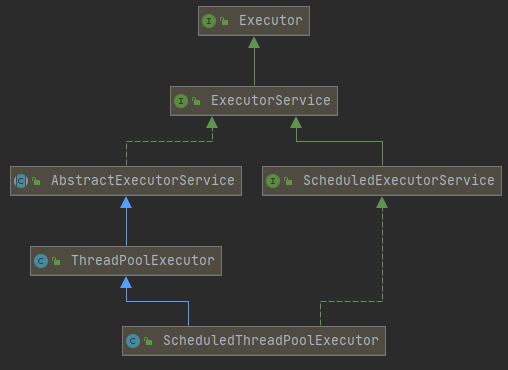 I Executor
I ExecutorService
C AbstractExecutorService
I ScheduledExecutorService
C ThreadPoolExecutor
C ScheduledThreadPoolExecutor